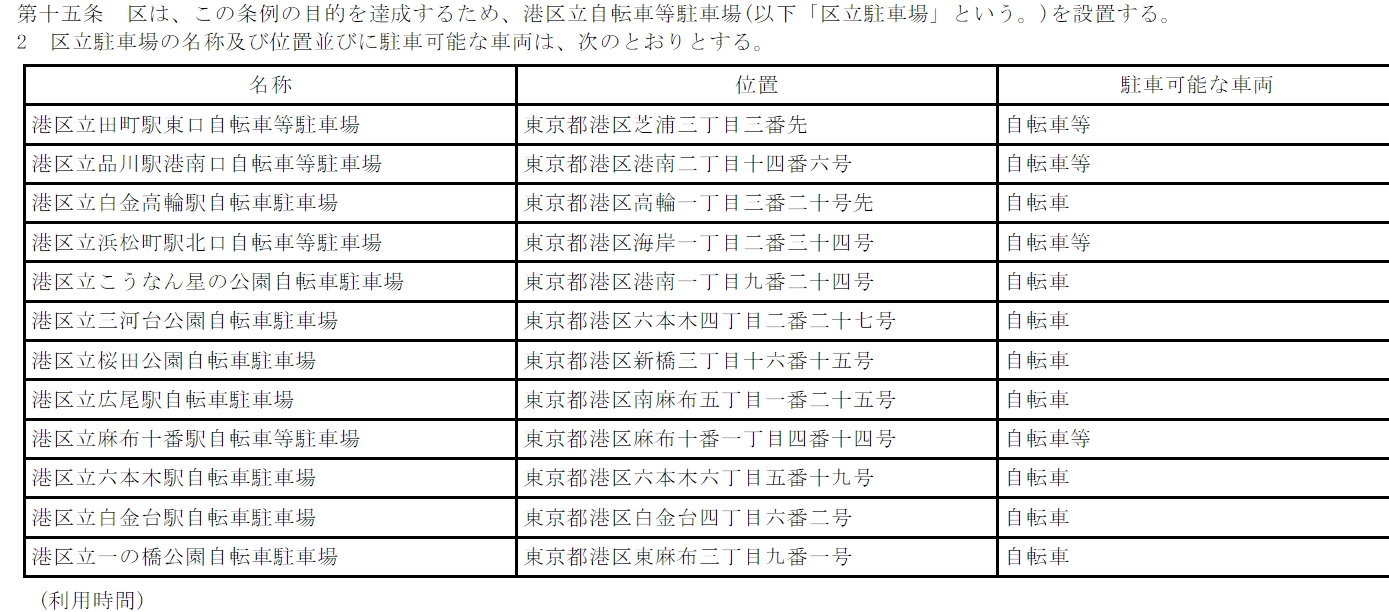 第十五条　区は、この条例の目的を達成するため、港区立自転車等駐車場(以下「区立駐車場」という。)を設置する。
2　区立駐車場の名称及び位置並びに駐車可能な車両は、次のとおりとする。
名称　位置　駐車可能な車両
港区立田町駅東口自転車等駐車場　東京都港区芝浦三丁目三番先　自転車等
港区立品川駅港南口自転車等駐車場　東京都港区港南二丁目十四番六号　自転車等
港区立白金高輪駅自転車駐車場　東京都港区高輪一丁目三番二十号先　自転車
港区立浜松町駅北口自転車等駐車場　東京都港区海岸一丁目二番三十四号　自転車等
港区立こうなん星の公園自転車駐車場　東京都港区港南一丁目九番二十四号　自転車
港区立三河台公園自転車駐車場　東京都港区六本木四丁目二番二十七号　自転車
港区立桜田公園自転車駐車場　東京都港区新橋三丁目十六番十五号　自転車
港区立広尾駅自転車駐車場　東京都港区南麻布五丁目一番二十五号　自転車
港区立麻布十番駅自転車等駐車場　東京都港区麻布十番一丁目四番十四号　自転車等
港区立六本木駅自転車駐車場　東京都港区六本木六丁目五番十九号　自転車
港区立白金台駅自転車駐車場　東京都港区白金台四丁目六番二号　自転車
港区立一の橋公園自転車駐車場　東京都港区東麻布三丁目九番一号　自転車
(利用時間)